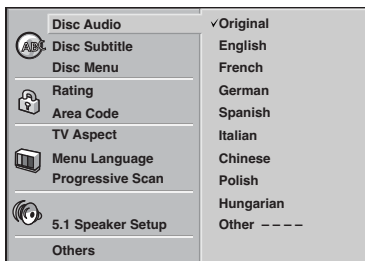 Disc Audio
Disc Subtitle
Disc Menu
Rating
Area Code
TV Aspect
Menu Language
Progressive Scan
5.1 Speaker Setup
Others
✓Original
English
French
German
Spanish
Italian
Chinese
Polish
Hungarian
Other – – – –
ABC